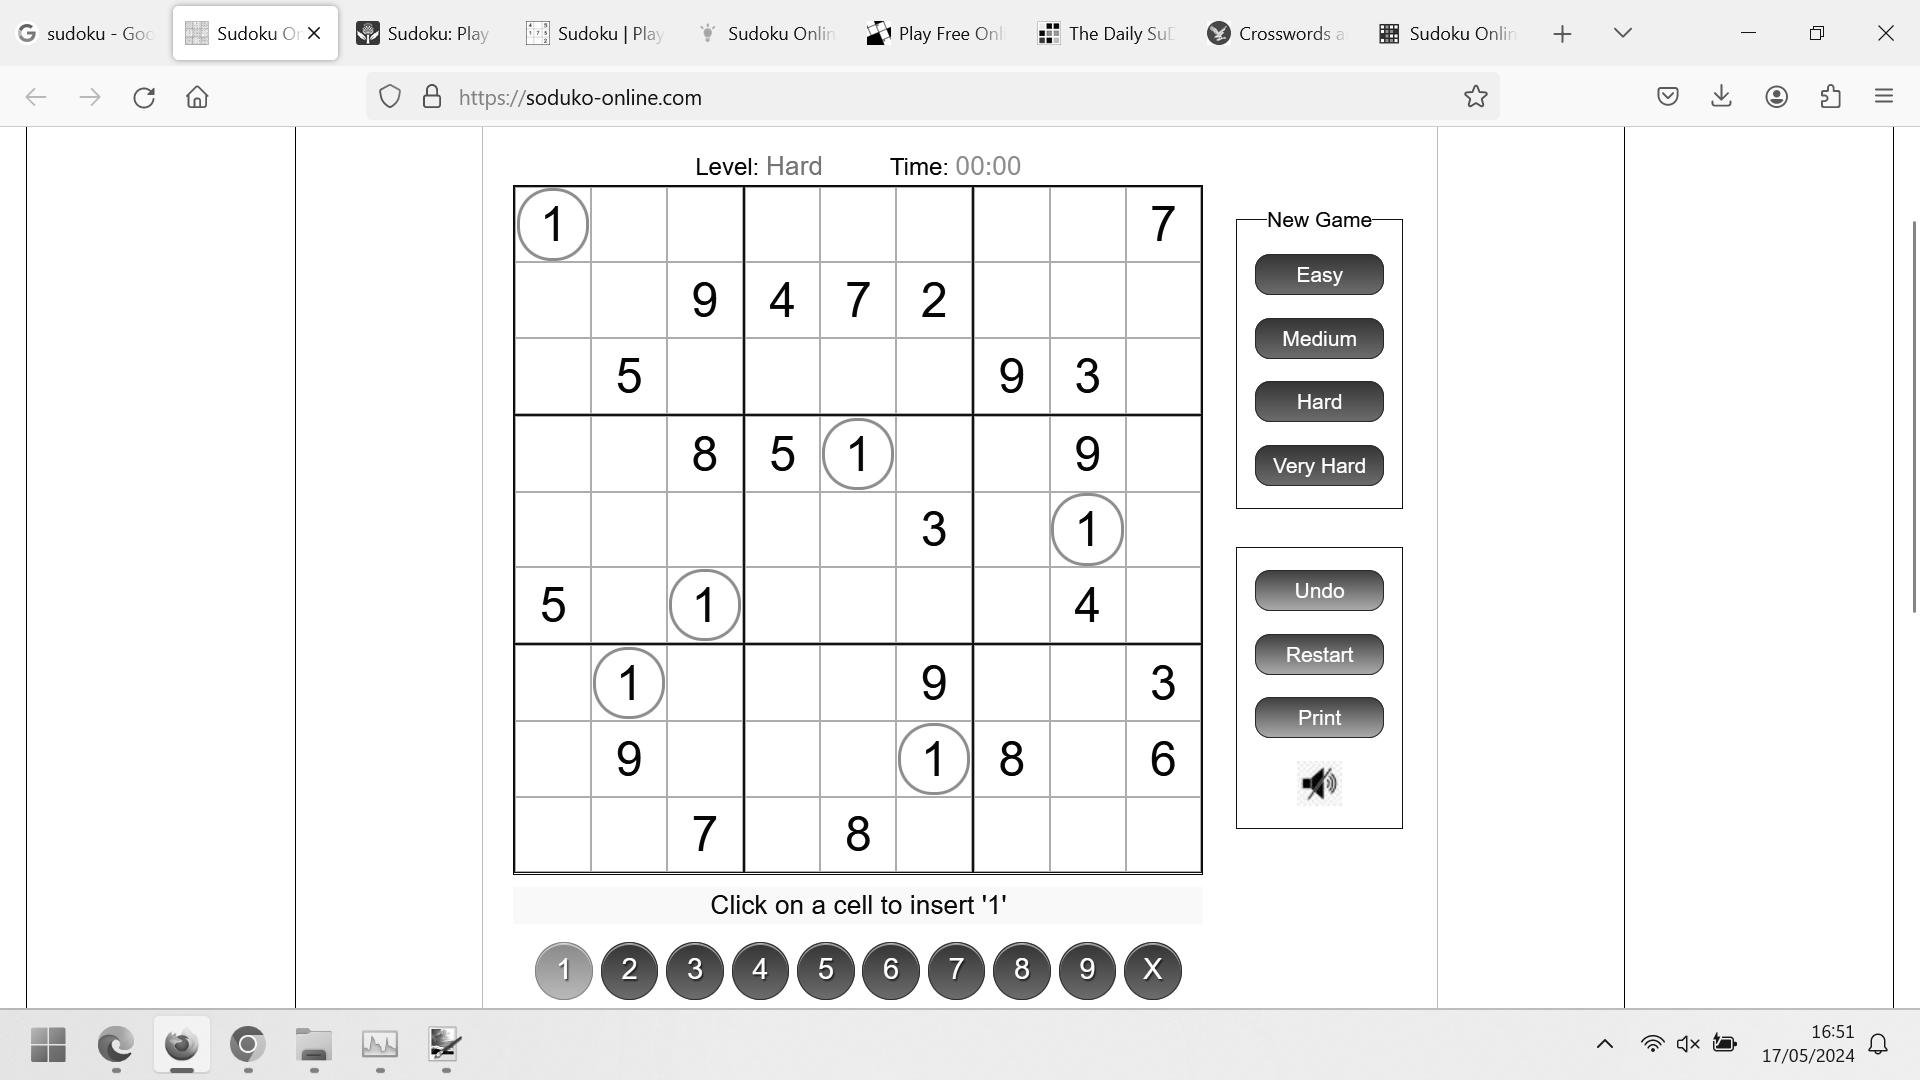 sudoku - Goo
Sudoku On
Sudoku: Play
Sudoku | Play
Sudoku Onlin
Play Free Onl
The Daily SuD
Crosswords a
Sudoku Onlin
https://soduko-online.com
Level: Hard Time: 00:00
1 7
9 4 7 2
5 9 3
8 5 1 9
3 1
5 1 4
1 9 3
9 1 8 6
7 8
Click on a cell to insert '1'
1 2 3 4 5 6 7 8 9 X
New Game
Easy
Medium
Hard
Very Hard
Undo
Restart
Print
16:51
17/05/2024